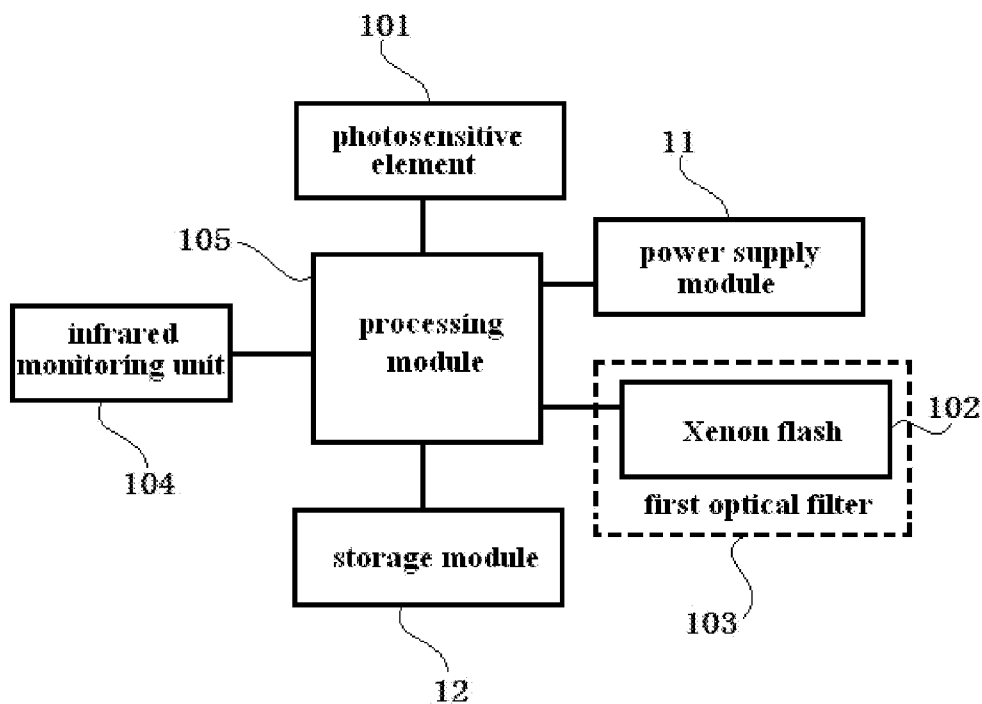 101
photosensitive
element
11
105
power supply
module
processing
module
infrared
monitoring unit
102
Xenon flash
104
first optical filter
storage module
103
12